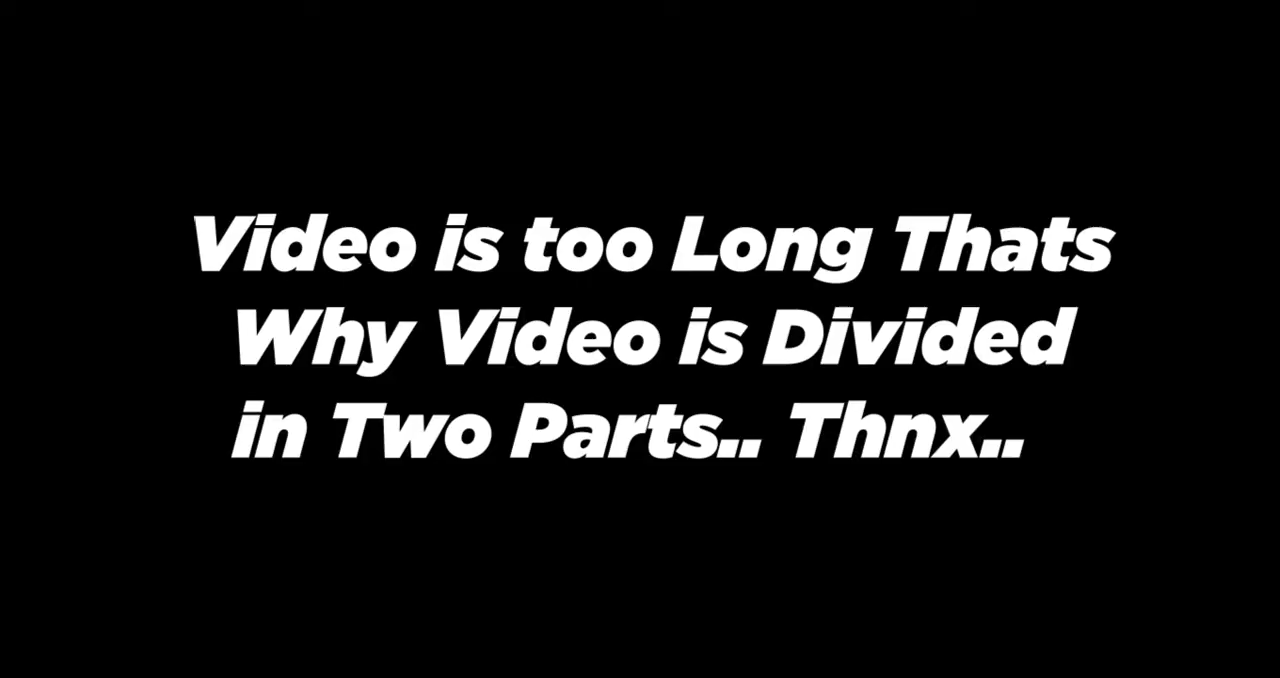 Video is too Long Thats
Why Video is Divided
in Two Parts.. Thnx..